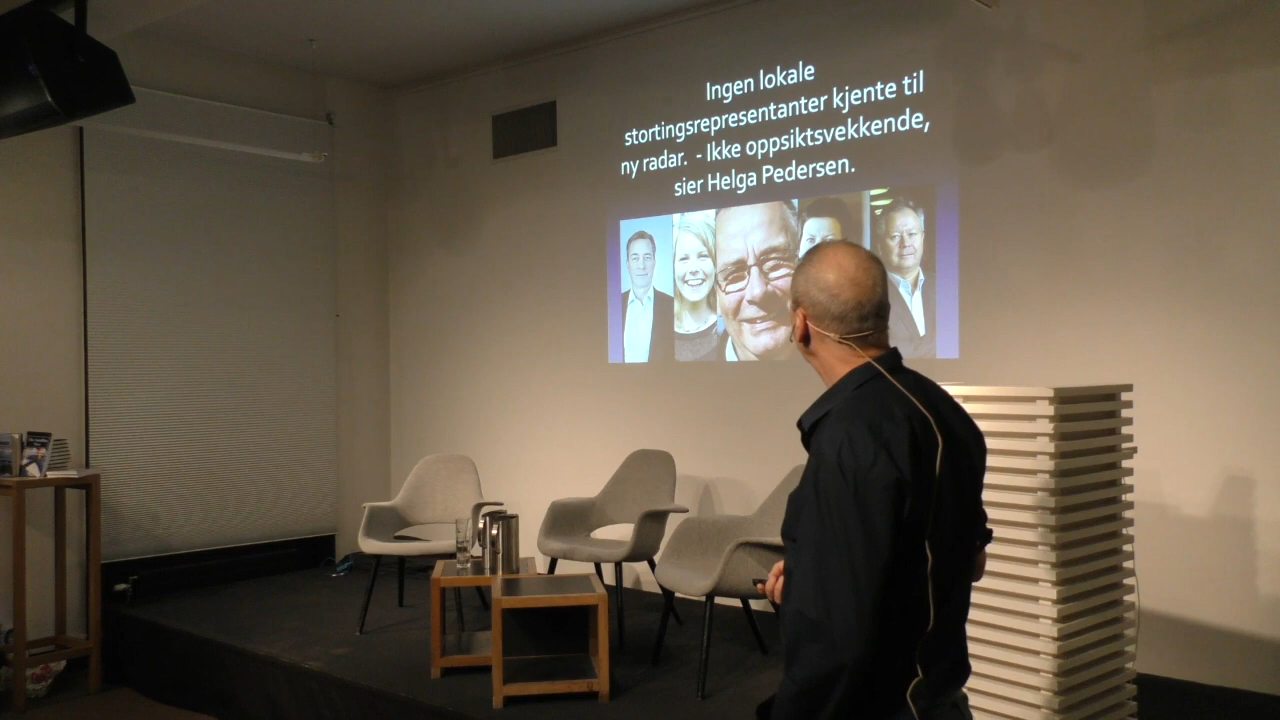 Ingen lokale
stortingsrepresentanter kjente til
ny radar. - Ikke oppsiktsvekkende,
sier Helga Pedersen.